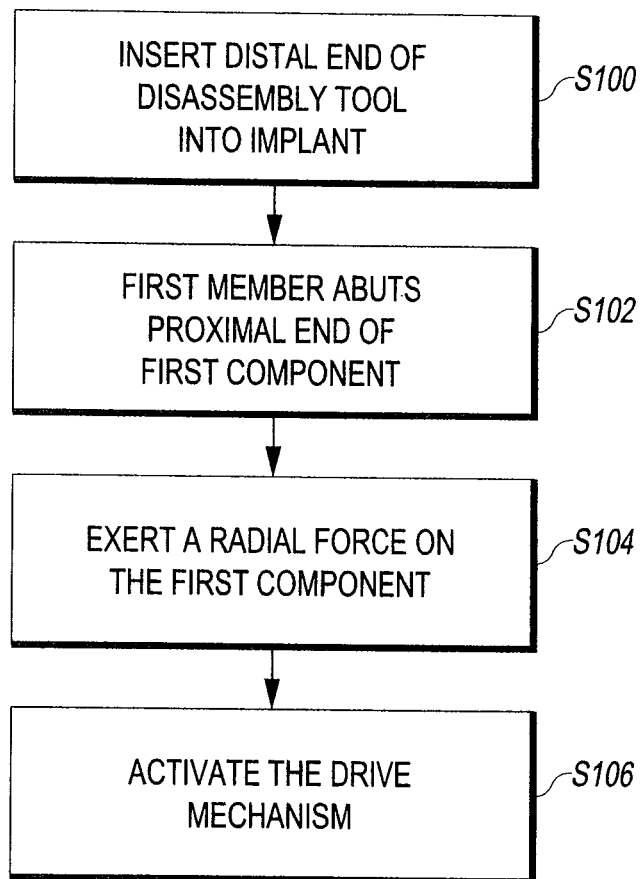 INSERT DISTAL END OF
DISASSEMBLY TOOL
INTO IMPLANT
S100
FIRST MEMBER ABUTS
PROXIMAL END OF
FIRST COMPONENT
S102
EXERT A RADIAL FORCE ON
THE FIRST COMPONENT
S104
ACTIVATE THE DRIVE
MECHANISM
S106